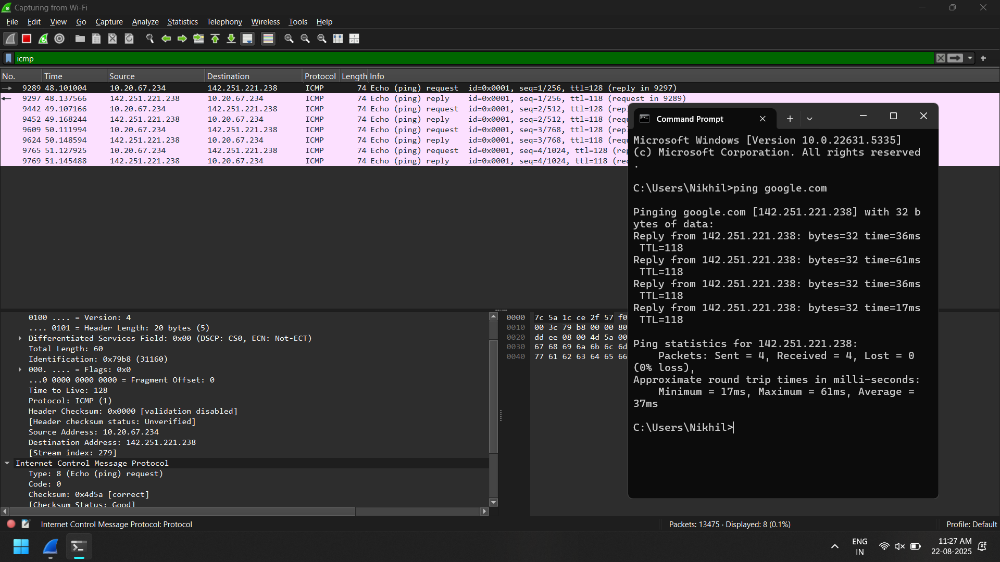 Capturing from Wi-Fi
File Edit View Go Capture Analyze Statistics Telephony Wireless Tools Help
icmp
No. Time Source Destination Protocol Length Info
9289 48.101004 10.20.67.234 142.251.221.238 ICMP 74 Echo (ping) request id=0x0001, seq=1/256, ttl=128 (reply in 9297)
9297 48.137566 142.251.221.238 10.20.67.234 ICMP 74 Echo (ping) reply id=0x0001, seq=1/256, ttl=118 (request in 9289)
9442 49.107166 10.20.67.234 142.251.221.238 ICMP 74 Echo (ping) request id=0x0001, seq=2/512, ttl=128 (repl
9452 49.168244 142.251.221.238 10.20.67.234 ICMP 74 Echo (ping) reply id=0x0001, seq=2/512, ttl=118 (requ
9609 50.111994 10.20.67.234 142.251.221.238 ICMP 74 Echo (ping) request id=0x0001, seq=3/768, ttl=128 (repl
9624 50.148594 142.251.221.238 10.20.67.234 ICMP 74 Echo (ping) reply id=0x0001, seq=3/768, ttl=118 (requ
9765 51.127925 10.20.67.234 142.251.221.238 ICMP 74 Echo (ping) request id=0x0001, seq=4/1024, ttl=128 (rep
9769 51.145488 142.251.221.238 10.20.67.234 ICMP 74 Echo (ping) reply id=0x0001, seq=4/1024, ttl=118 (rec
Command Prompt
Microsoft Windows [Version 10.0.22631.5335]
(c) Microsoft Corporation. All rights reserved
.
C:\Users\Nikhil>ping google.com
Pinging google.com [142.251.221.238] with 32 b
ytes of data:
Reply from 142.251.221.238: bytes=32 time=36ms
TTL=118
Reply from 142.251.221.238: bytes=32 time=61ms
TTL=118
Reply from 142.251.221.238: bytes=32 time=36ms
TTL=118
Reply from 142.251.221.238: bytes=32 time=17ms
TTL=118
Ping statistics for 142.251.221.238:
Packets: Sent = 4, Received = 4, Lost = 0
(0% loss),
Approximate round trip times in milli-seconds:
Minimum = 17ms, Maximum = 61ms, Average =
37ms
C:\Users\Nikhil>
0100 .... = Version: 4
.... 0101 = Header Length: 20 bytes (5)
Differentiated Services Field: 0x00 (DSCP: CS0, ECN: Not-ECT)
Total Length: 60
Identification: 0x79b8 (31160)
000. .... = Flags: 0x0
...0 0000 0000 0000 = Fragment Offset: 0
Time to Live: 128
Protocol: ICMP (1)
Header Checksum: 0x0000 [validation disabled]
[Header checksum status: Unverified]
Source Address: 10.20.67.234
Destination Address: 142.251.221.238
[Stream index: 279]
Internet Control Message Protocol
Type: 8 (Echo (ping) request)
Code: 0
Checksum: 0x4d5a [correct]
[Checksum Status: Good]
0000 7c 5a 1c ce 2f 57 f0
0010 00 3c 79 b8 00 00 80
0020 dd ee 08 00 4d 5a 00
0030 67 68 69 6a 6b 6c 6d
0040 77 61 62 63 64 65 66
Internet Control Message Protocol: Protocol
Packets: 13475 · Displayed: 8 (0.1%)
Profile: Default
ENG
IN
11:27 AM
22-08-2025